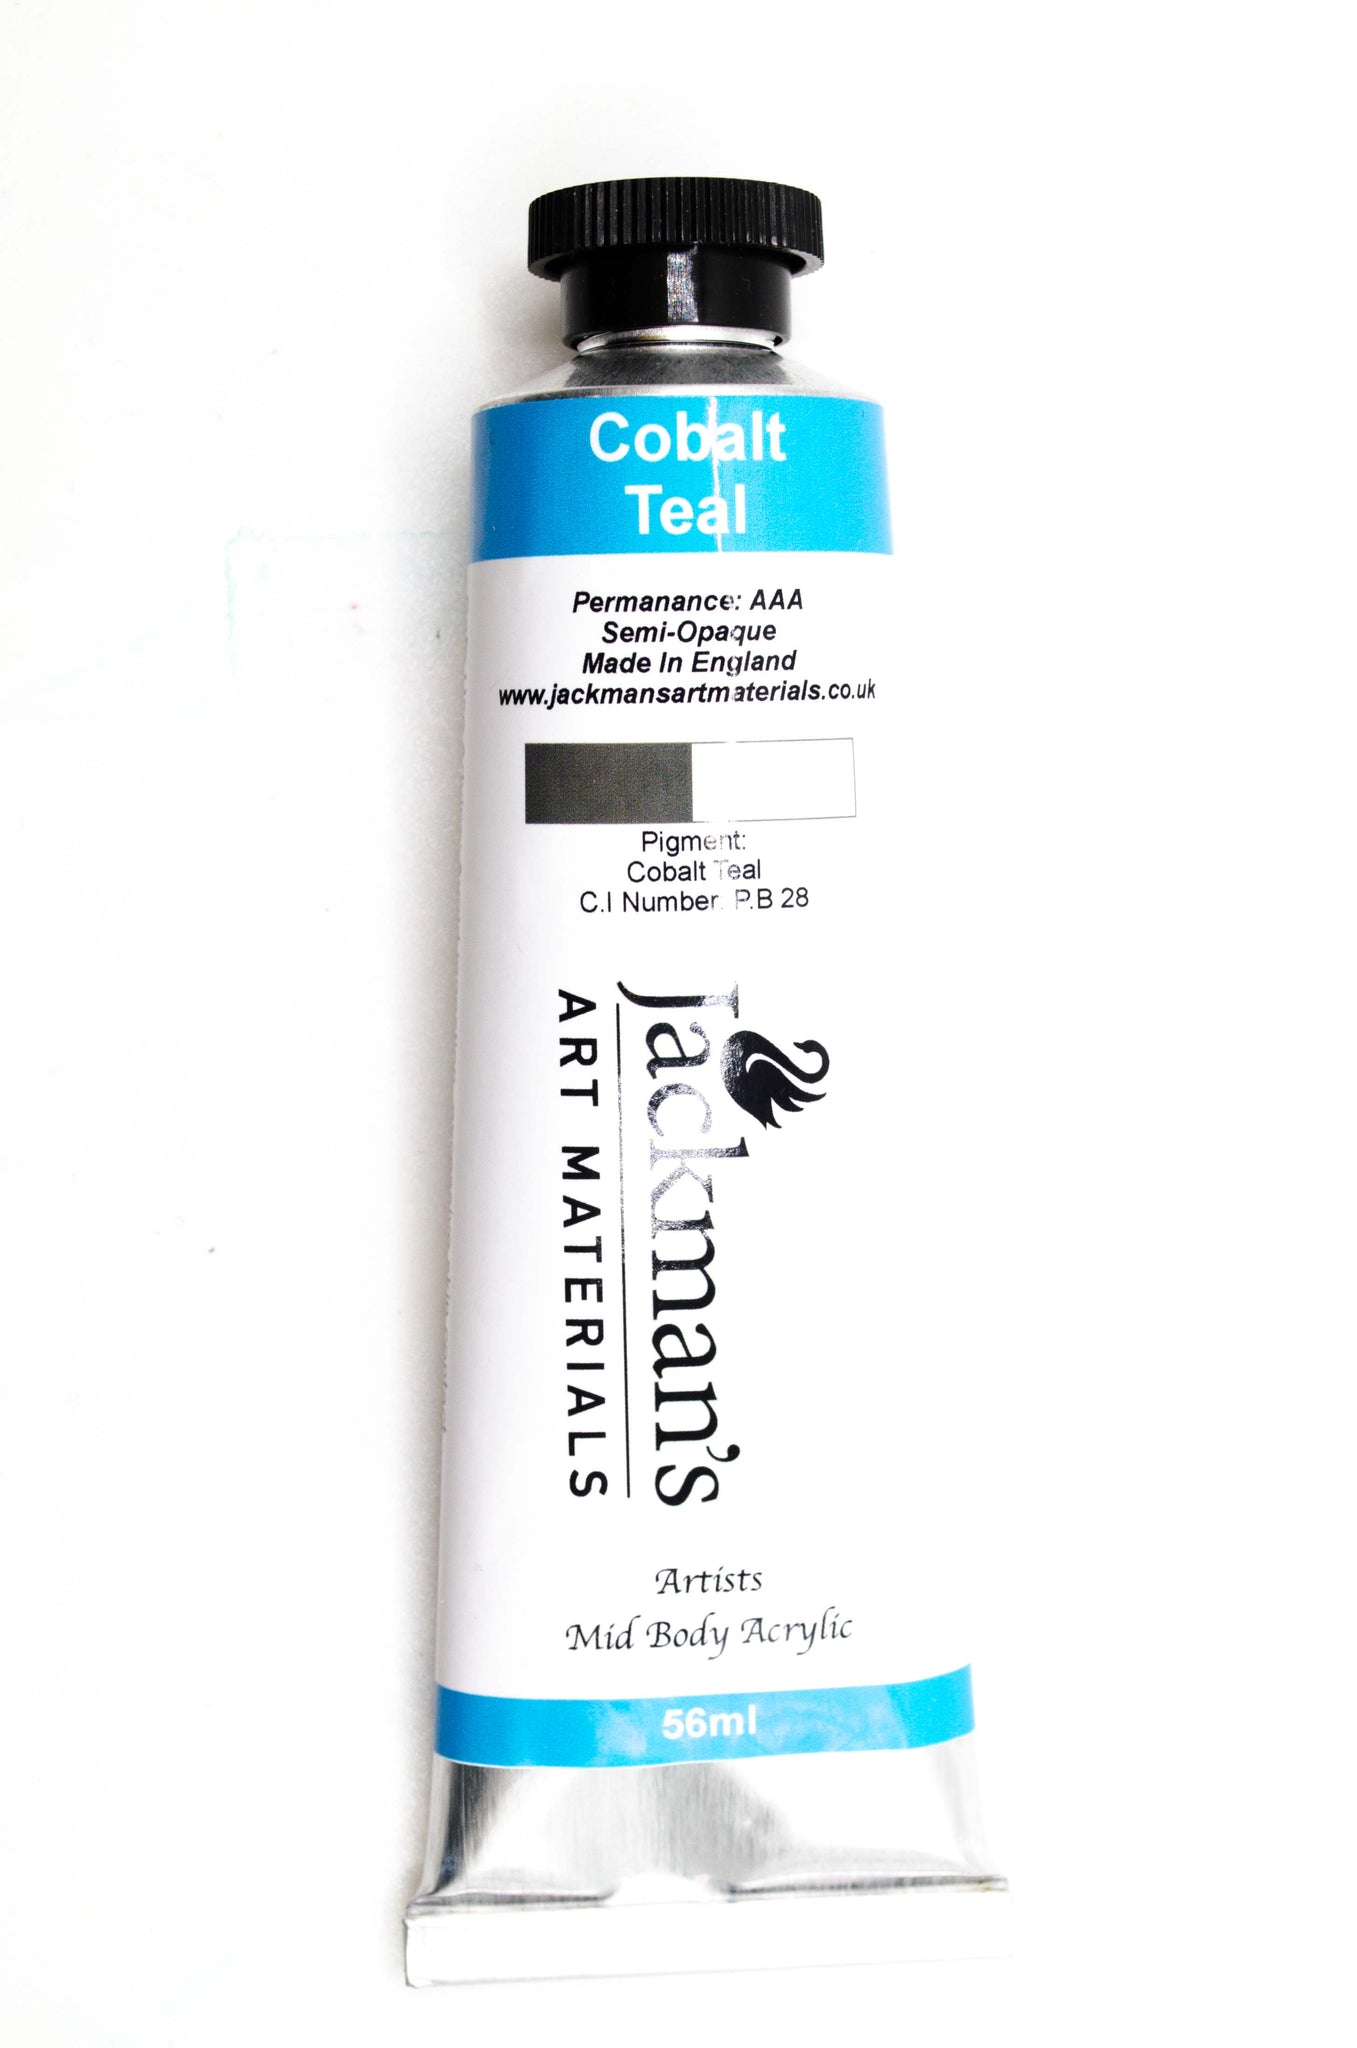 Cobalt
Teal
Permanance: AAA
Semi-Opaque
Made In England
www.jackmansartmaterials.co.uk
Pigment:
Cobalt Teal
C.I Number: P.B 28
Jackman's
ART MATERIALS
Artists
Mid Body Acrylic
56ml